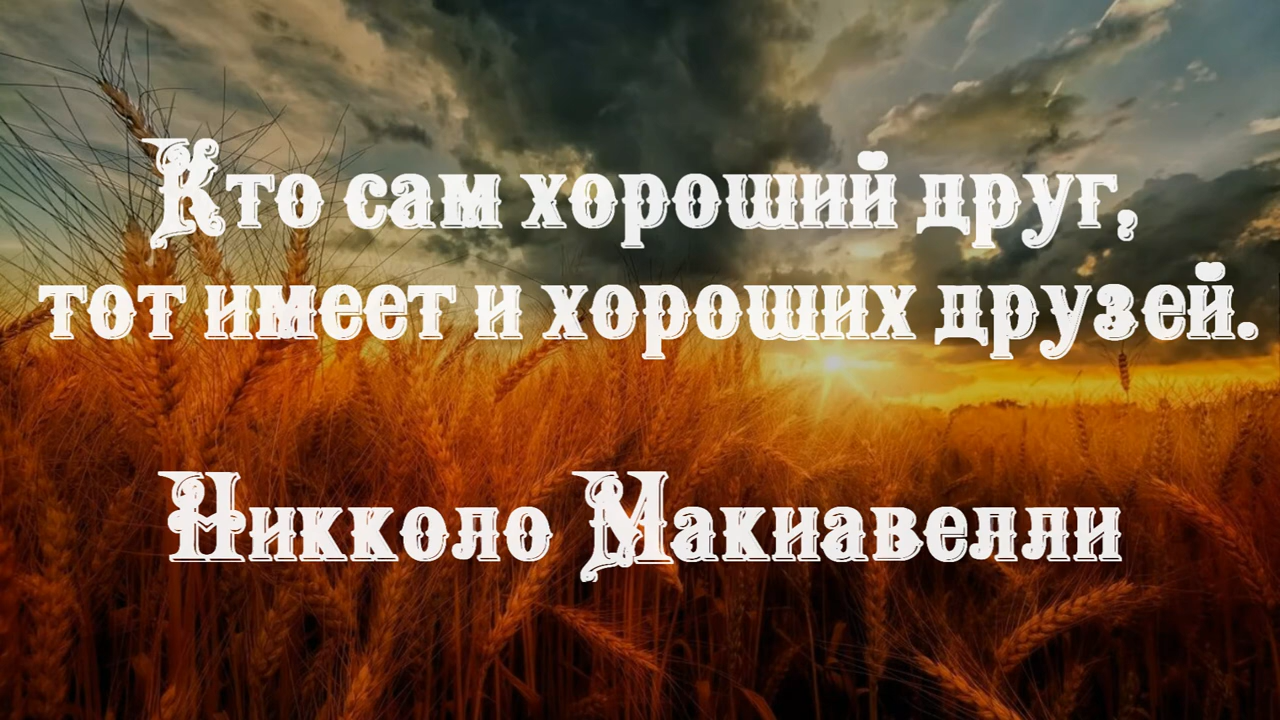 Кто сам хороший друг,
тот имеет и хороших друзей.
Никколо Макиавелли